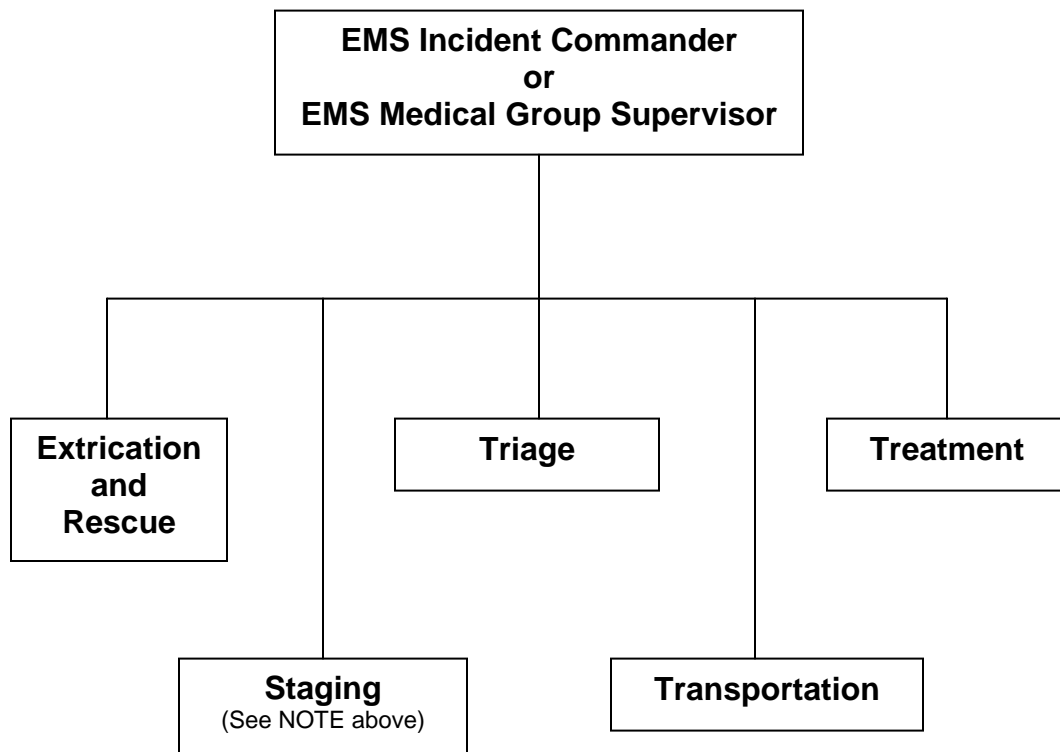 EMS Incident Commander
or
EMS Medical Group Supervisor
Extrication
and
Rescue
Triage
Treatment
Staging
(See NOTE above)
Transportation